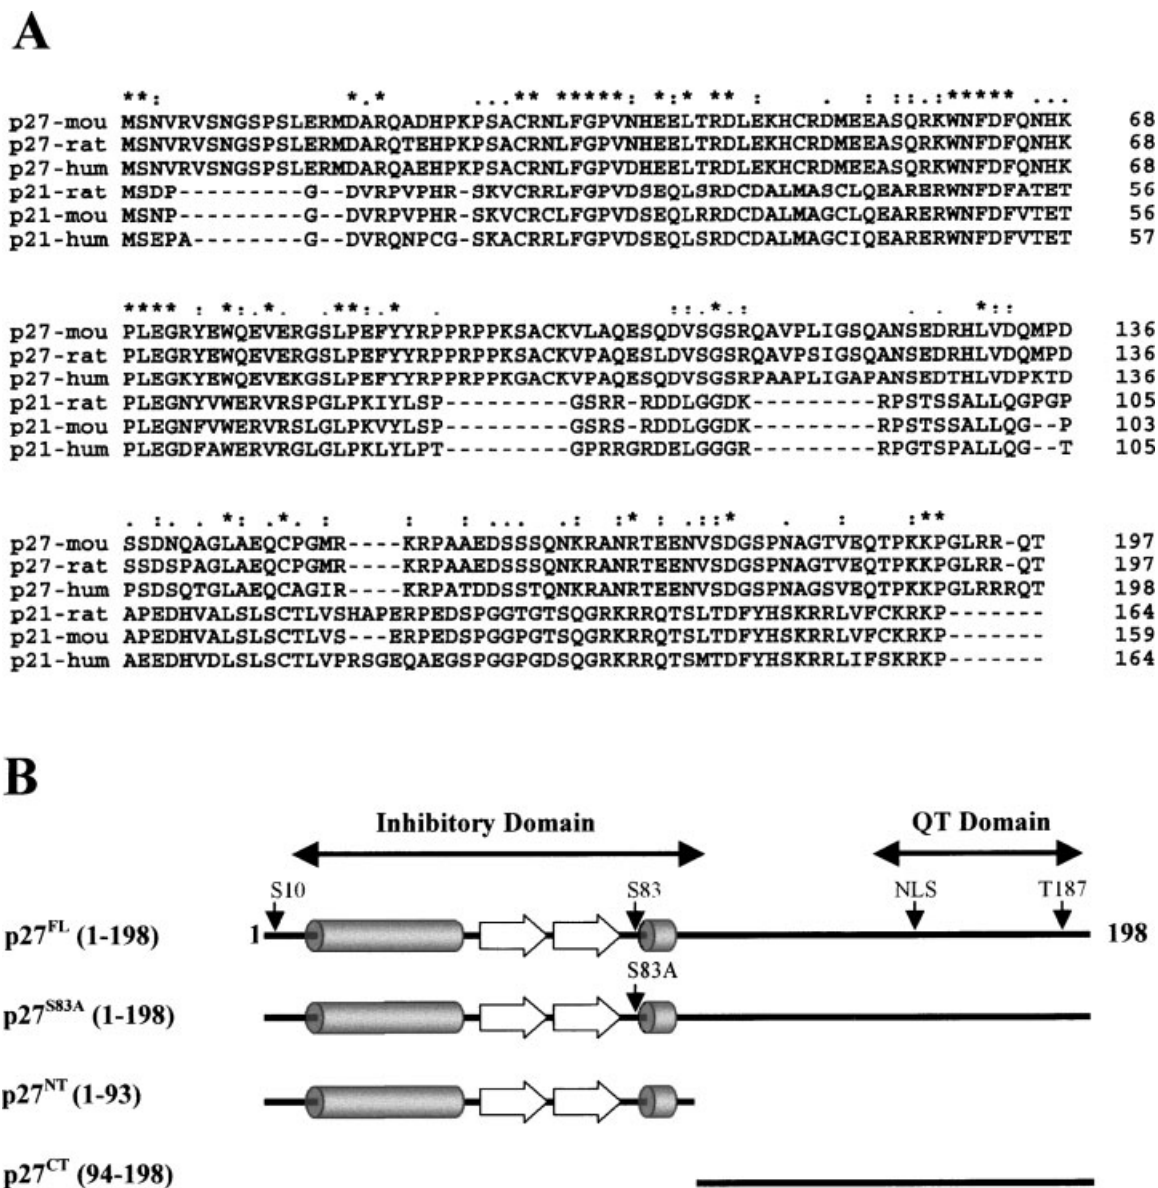 A
**: *.* ...** *****: *:* ** : . : ::.:***** ...
p27-mou MSNVRVSNGSPSLERMDARQADHPKPSACRNLFGPVNHEELTRDLEKHCRDMEEASQRKWNFDFQNHK 68
p27-rat MSNVRVSNGSPSLERMDARQTEHPKPSACRNLFGPVNHEELTRDLEKHCRDMEEASQRKWNFDFQNHK 68
p27-hum MSNVRVSNGSPSLERMDARQAEHPKPSACRNLFGPVDHEELTRDLEKHCRDMEEASQRKWNFDFQNHK 68
p21-rat MSDP---------G--DVRPVPHR-SKVCRRLFGPVDSEQLSRDCDALMASCLQEARERWNFDFATET 56
p21-mou MSNP---------G--DVRPVPHR-SKVCRCLFGPVDSEQLRRDCDALMAGCLQEARERWNFDFVTET 56
p21-hum MSEPA--------G--DVRQNPCG-SKACRRLFGPVDSEQLSRDCDALMAGCIQEARERWNFDFVTET 57
**** : *:.* . .**:.* ::*.: . . *::
p27-mou PLEGRYEWQEVERGSLPEFYYRPPRPPKSACKVLAQESQDVSGSRQAVPLIGSQANSEDRHLVDQMPD 136
p27-rat PLEGRYEWQEVERGSLPEFYYRPPRPPKSACKVPAQESLDVSGSRQAVPSIGSQANSEDRHLVDQMPD 136
p27-hum PLEGKYEWQEVEKGSLPEFYYRPPRPPKGACKVPAQESQDVSGSRPAAPLIGAPANSEDTHLVDPKTD 136
p21-rat PLEGNYVWERVRSPGLPKIYLSP---------GSRR-RDDLGGDK---------RPSTSSALLQGPGP 105
p21-mou PLEGNFVWERVRSLGLPKVYLSP---------GSRS-RDDLGGDK---------RPSTSSALLQG--P 103
p21-hum PLEGDFAWERVRGLGLPKLYLPT---------GPRRGRDELGGGR---------RPGTSPALLQG--T 105
. :. . *: .*. : : : ... .: :* : .::* . : :**
p27-mou SSDNQAGLAEQCPGMR----KRPAAEDSSSQNKRANRTEENVSDGSPNAGTVEQTPKKPGLRR-QT 197
p27-rat SSDSPAGLAEQCPGMR----KRPAAEDSSSQNKRANRTEENVSDGSPNAGTVEQTPKKPGLRR-QT 197
p27-hum PSDSQTGLAEQCAGIR----KRPATDDSSTQNKRANRTEENVSDGSPNAGSVEQTPKKPGLRRRQT 198
p21-rat APEDHVALSLSCTLVSHAPERPEDSPGGTGTSQGRKRRQTSLTDFYHSKRRLVFCKRKP------- 164
p21-mou APEDHVALSLSCTLVS---ERPEDSPGGPGTSQGRKRRQTSLTDFYHSKRRLVFCKRKP------- 159
p21-hum AEEDHVDLSLSCTLVPRSGEQAEGSPGGPGDSQGRKRRQTSMTDFYHSKRRLIFSKRKP------- 164
B
Inhibitory Domain QT Domain
S10 S83 NLS T187
p27FL (1-198) 1 198
S83A
p27S83A (1-198)
p27NT (1-93)
p27CT (94-198)